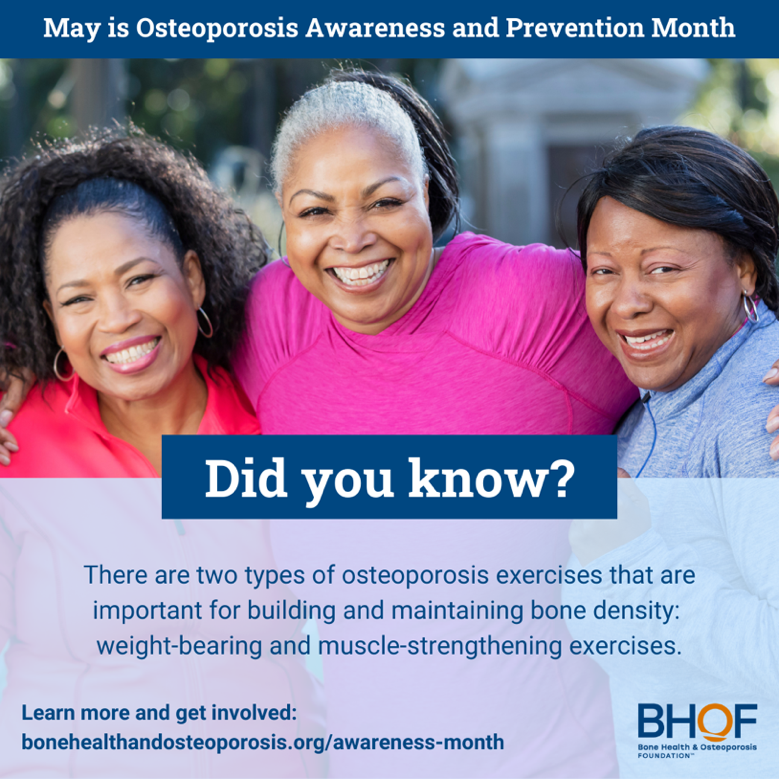 May is Osteoporosis Awareness and Prevention Month
Did you know?
There are two types of osteoporosis exercises that are
important for building and maintaining bone density:
weight-bearing and muscle-strengthening exercises.
Learn more and get involved:
bonehealthandosteoporosis.org/awareness-month
BHOF
Bone Health & Osteoporosis
FOUNDATION™